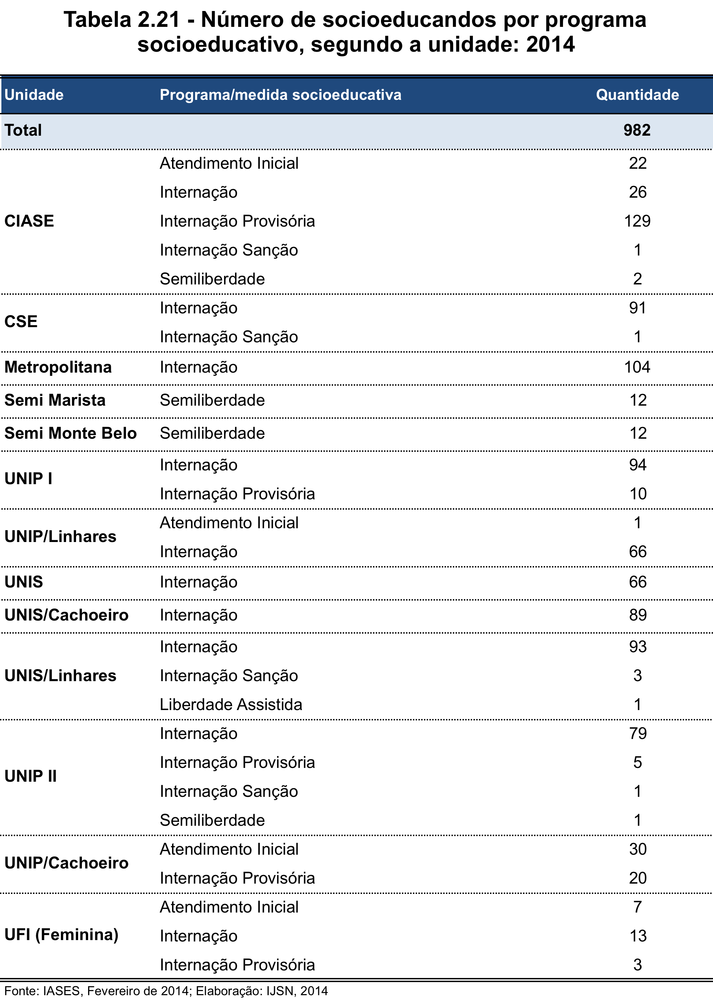 Tabela 2.21 - Número de socioeducandos por programa
socioeducativo, segundo a unidade: 2014
Unidade Programa/medida socioeducativa Quantidade
Total 982
Atendimento Inicial 22
Internação 26
CIASE Internação Provisória 129
Internação Sanção 1
Semiliberdade 2
CSE
Internação 91
Internação Sanção 1
Metropolitana Internação 104
Semi Marista Semiliberdade 12
Semi Monte Belo Semiliberdade 12
UNIP I
Internação 94
Internação Provisória 10
UNIP/Linhares
Atendimento Inicial 1
Internação 66
UNIS Internação 66
UNIS/Cachoeiro Internação 89
Internação 93
UNIS/Linhares Internação Sanção 3
Liberdade Assistida 1
UNIP II
Internação 79
Internação Provisória 5
Internação Sanção 1
Semiliberdade 1
UNIP/Cachoeiro
Atendimento Inicial 30
Internação Provisória 20
Atendimento Inicial 7
UFI (Feminina) Internação 13
Internação Provisória 3
Fonte: IASES, Fevereiro de 2014; Elaboração: IJSN, 2014